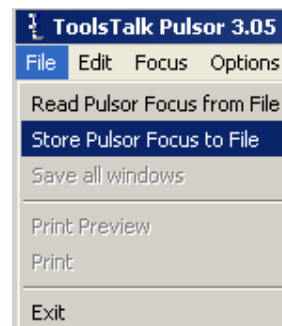 ToolsTalk Pulsor 3.05
File Edit Focus Options
Read Pulsor Focus from File
Store Pulsor Focus to File
Save all windows
Print Preview
Print
Exit